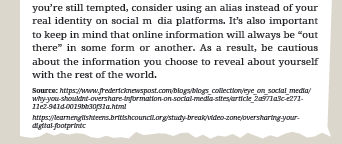 you're still tempted, consider using an alias instead of your
real identity on social m dia platforms. It's also important
to keep in mind that online information will always be "out
there" in some form or another. As a result, be cautious
about the information you choose to reveal about yourself
with the rest of the world.
Source: https://www.fredericknewspost.com/blogs/blogs_collection/eye_on_social_media/
why-you-shouldnt-overshare-information-on-social-media-sites/article_2a971a3c-e271-
11e2-941d-0019bb30f31a.html
https://learnenglishteens.britishcouncil.org/study-break/video-zone/oversharing-your-
digital-footprintc